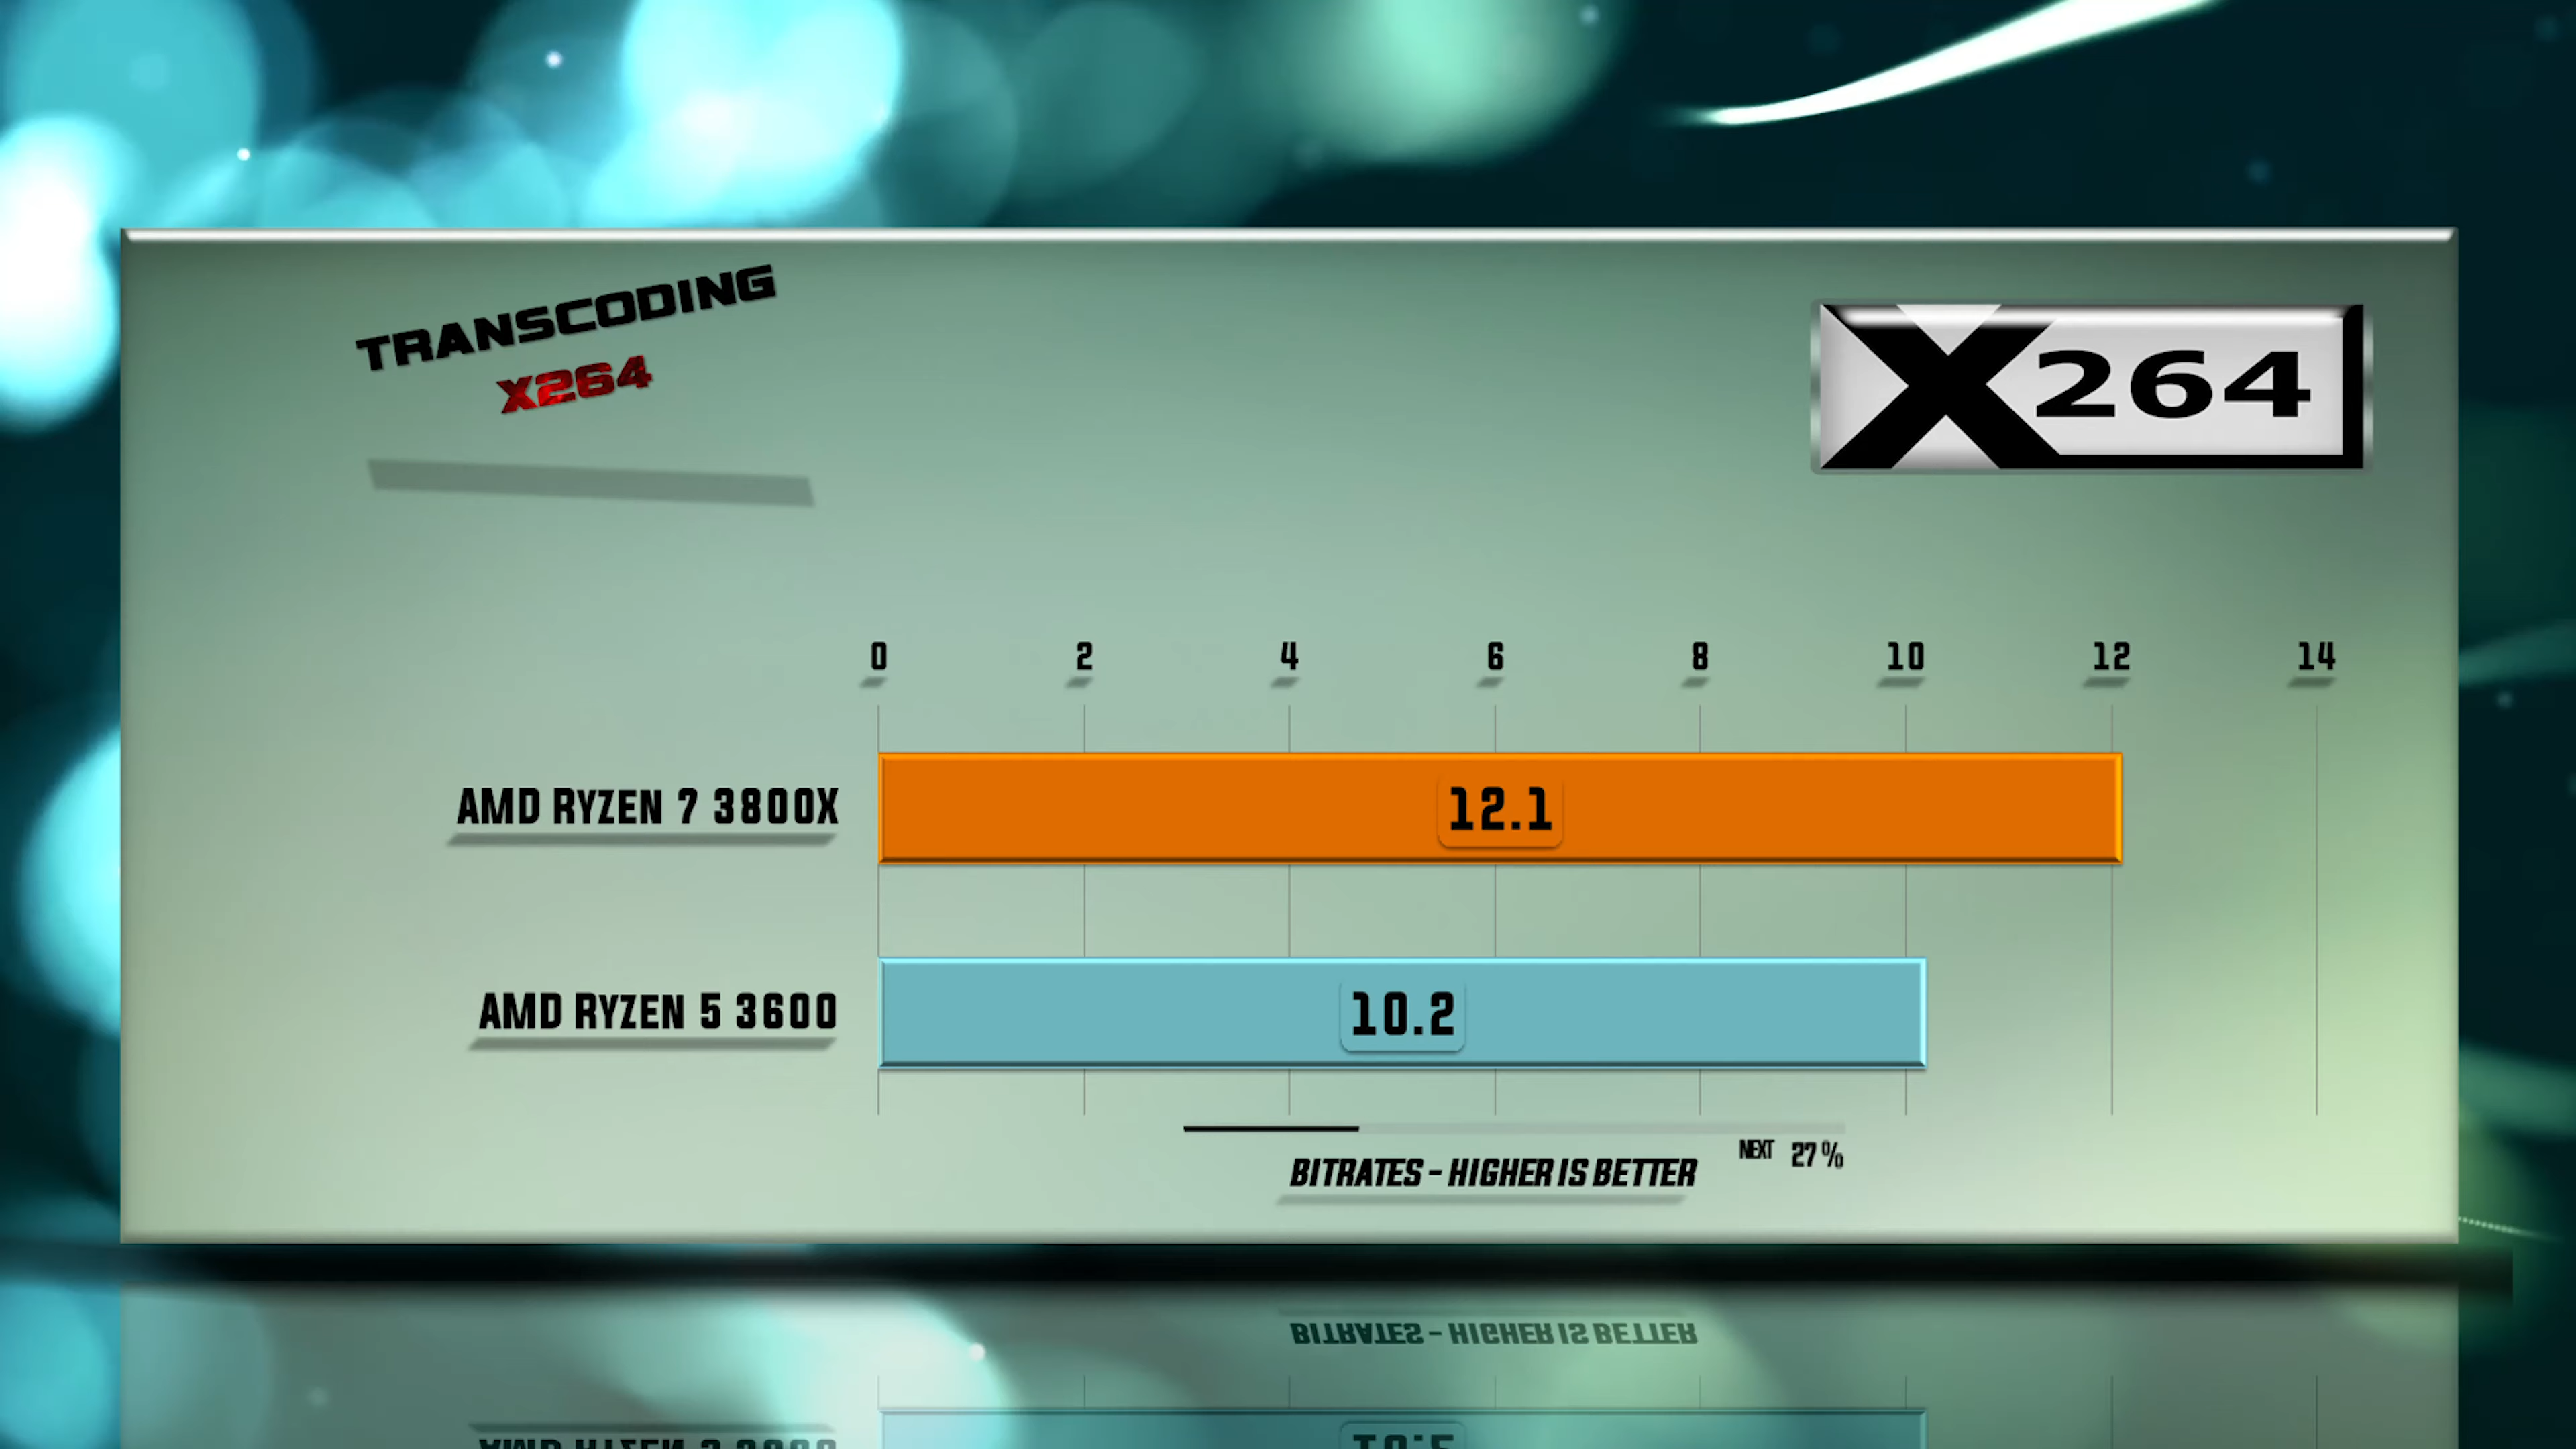 TRANSCODING
X264
X264
0 2 4 6 8 10 12 14
AMD RYZEN 7 3800X
12.1
AMD RYZEN 5 3600
10.2
NEXT 27%
BITRATES - HIGHER IS BETTER
BITRATES - HIGHER IS BETTER